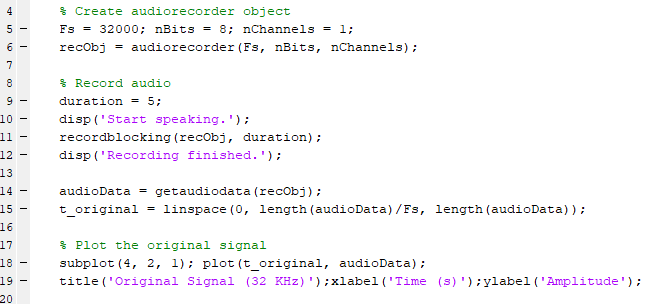 4 % Create audiorecorder object
5 - Fs = 32000; nBits = 8; nChannels = 1;
6 - recObj = audiorecorder(Fs, nBits, nChannels);
7
8 % Record audio
9 - duration = 5;
10 - disp('Start speaking.');
11 - recordblocking(recObj, duration);
12 - disp('Recording finished.');
13
14 - audioData = getaudiodata(recObj);
15 - t_original = linspace(0, length(audioData)/Fs, length(audioData));
16
17 % Plot the original signal
18 - subplot(4, 2, 1); plot(t_original, audioData);
19 - title('Original Signal (32 KHz)');xlabel('Time (s)');ylabel('Amplitude');
20